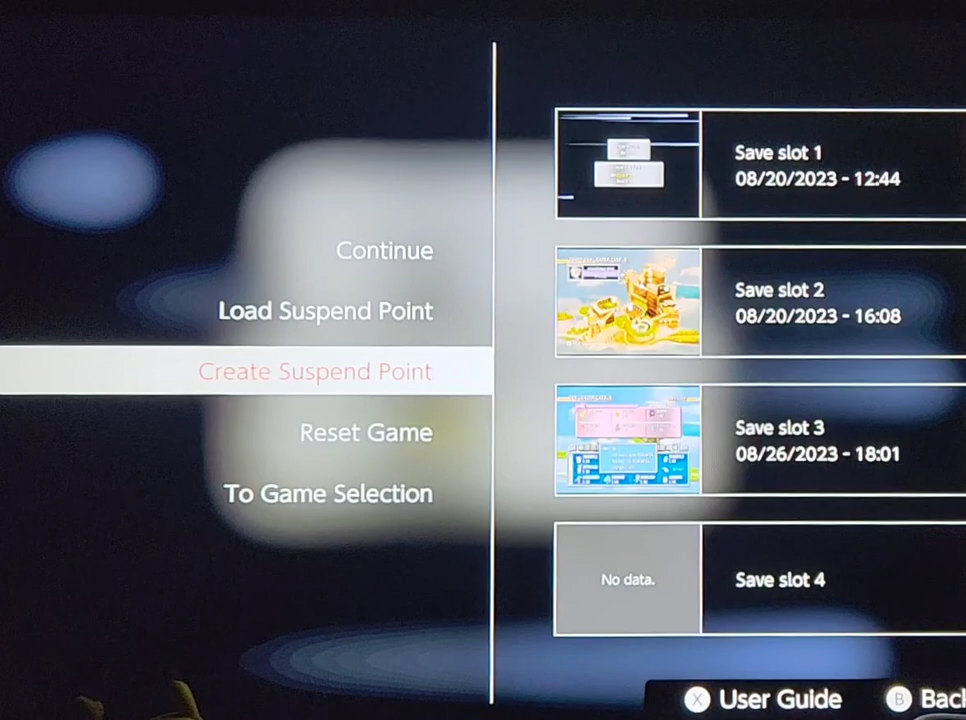 Continue
Load Suspend Point
Create Suspend Point
Reset Game
To Game Selection
Save slot 1
08/20/2023 - 12:44
Save slot 2
08/20/2023 - 16:08
Save slot 3
08/26/2023 - 18:01
No data.
Save slot 4
X User Guide
B Back